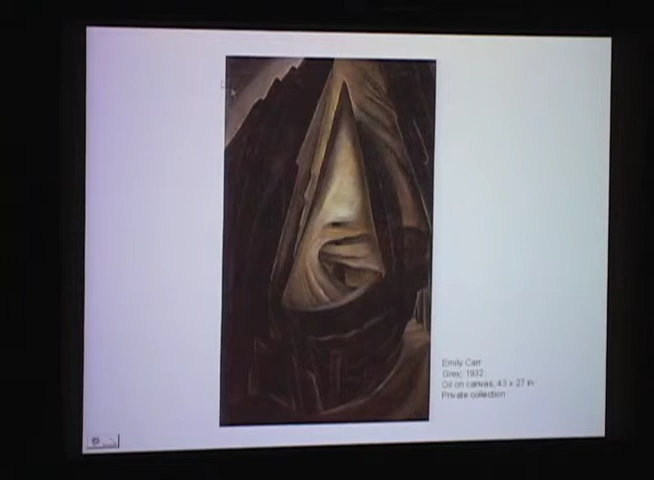 Emily Carr
Grey, 1932
Oil on canvas, 43 x 27 in
Private collection